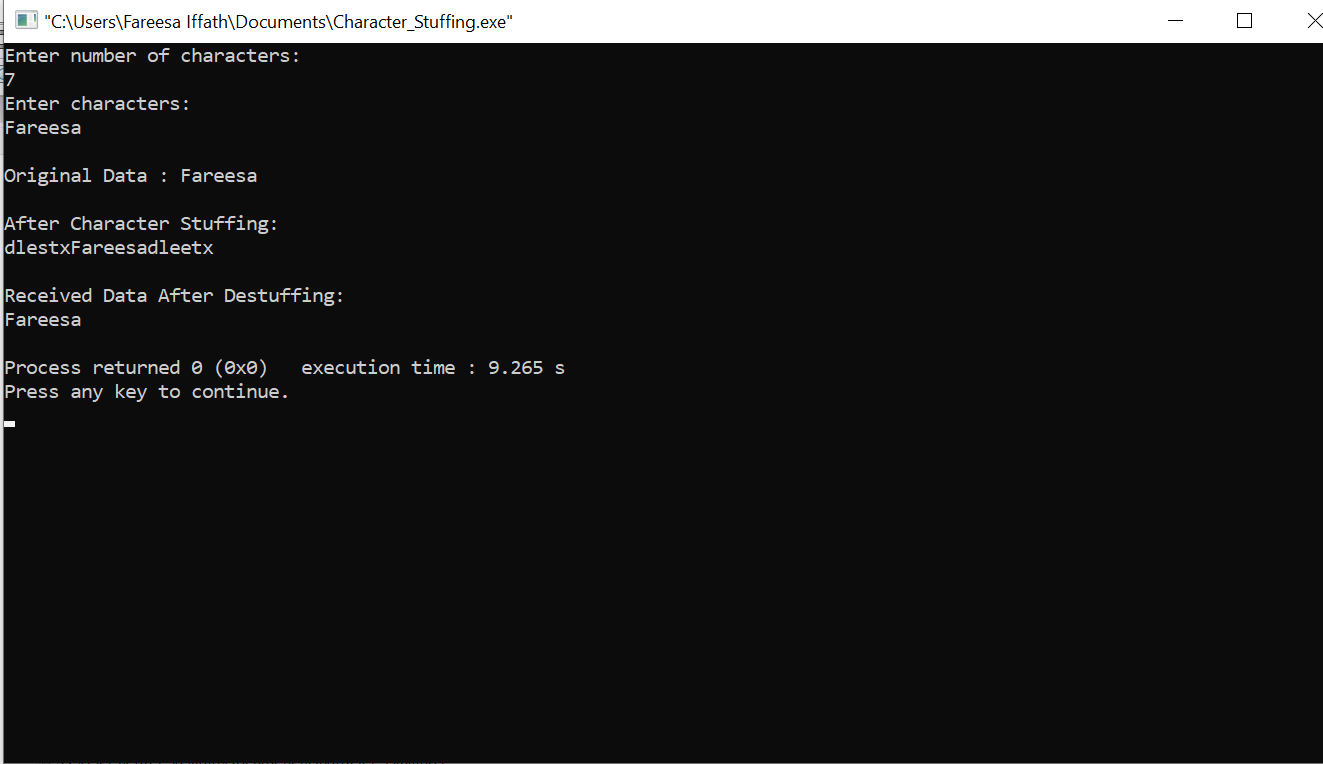 "C:\Users\Fareesa Iffath\Documents\Character_Stuffing.exe"
Enter number of characters:
7
Enter characters:
Fareesa
Original Data : Fareesa
After Character Stuffing:
dlestxFareesadleetx
Received Data After Destuffing:
Fareesa
Process returned 0 (0x0)   execution time : 9.265 s
Press any key to continue.